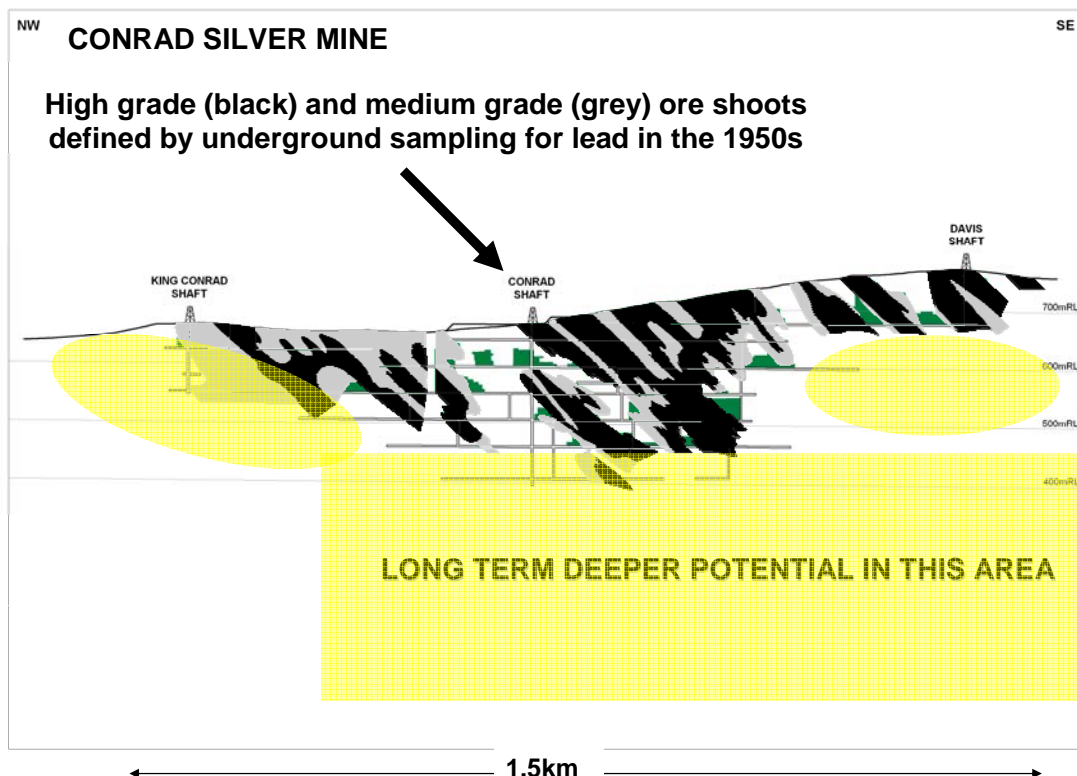 NW
SE
CONRAD SILVER MINE
High grade (black) and medium grade (grey) ore shoots
defined by underground sampling for lead in the 1950s
DAVIS
SHAFT
KING CONRAD
SHAFT
CONRAD
SHAFT
700mRL
600mRL
500mRL
400mRL
LONG TERM DEEPER POTENTIAL IN THIS AREA
1.5km